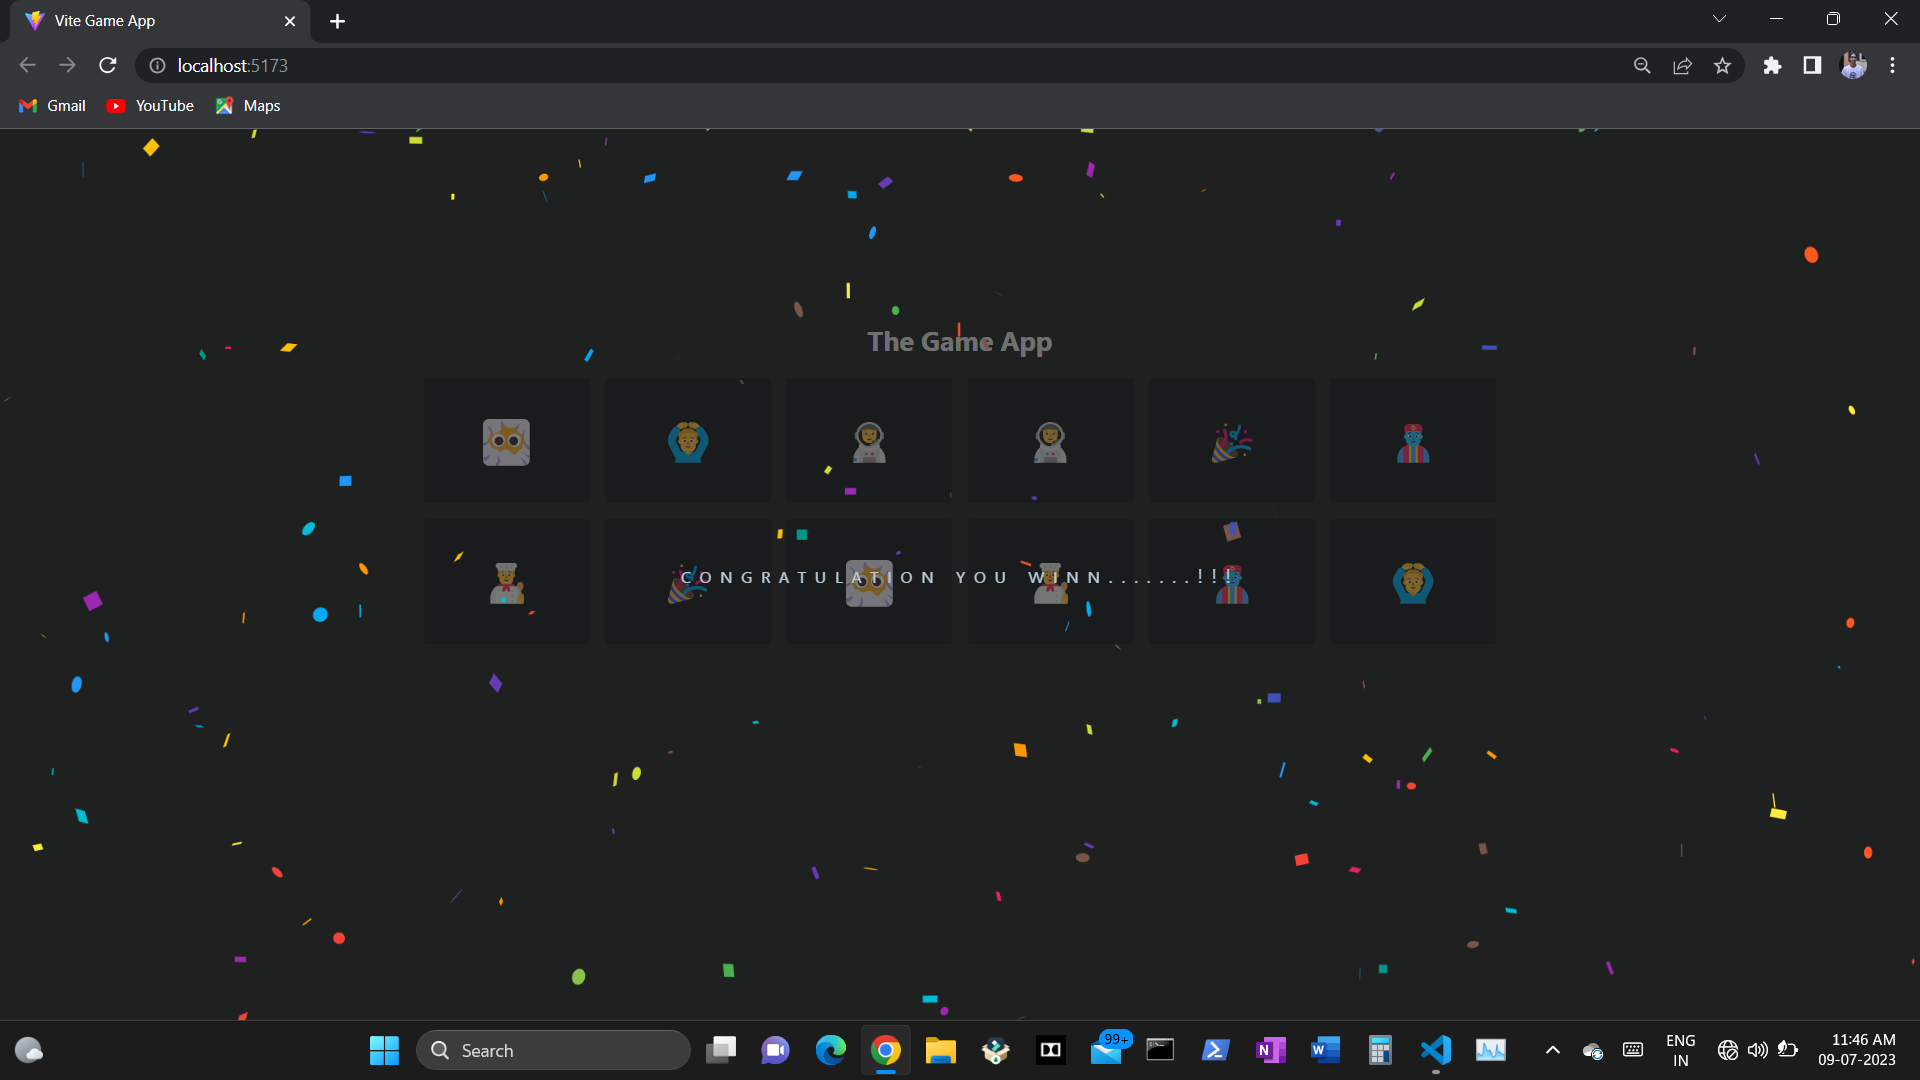 Vite Game App
localhost:5173
Gmail YouTube Maps
The Game App
CONGRATULATION YOU WINN.......!!!
Search
99+
ENG
IN
11:46 AM
09-07-2023